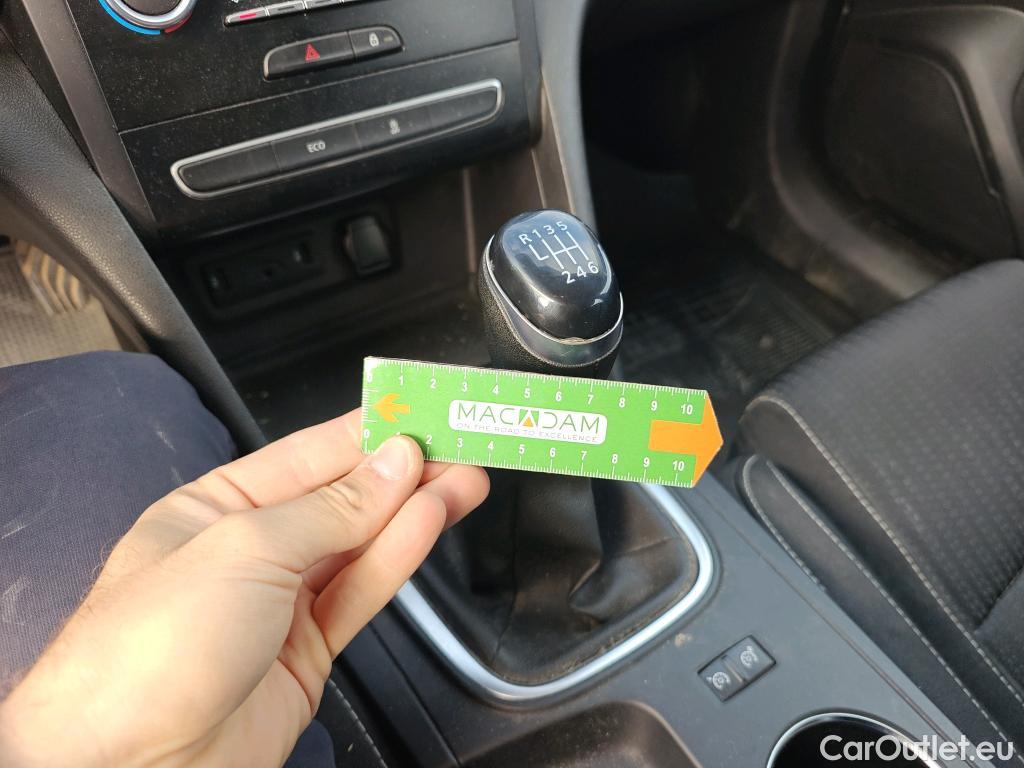 ECO
R 1 3 5
2 4 6
0 1 2 3 4 5 6 7 8 9 10
MACADAM
ON THE ROAD TO EXCELLENCE
0 2 3 4 5 6 7 8 9 10
CarOutlet.eu